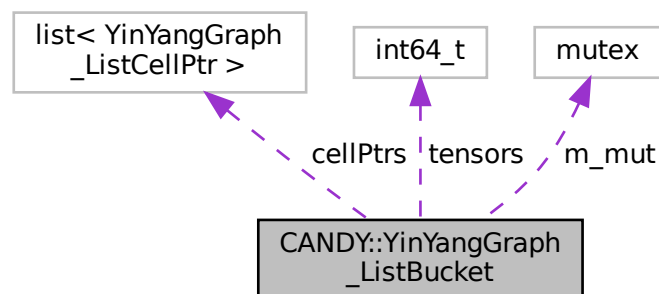 list< YinYangGraph
_ListCellPtr >
int64_t
mutex
cellPtrs
tensors
m_mut
CANDY::YinYangGraph
_ListBucket